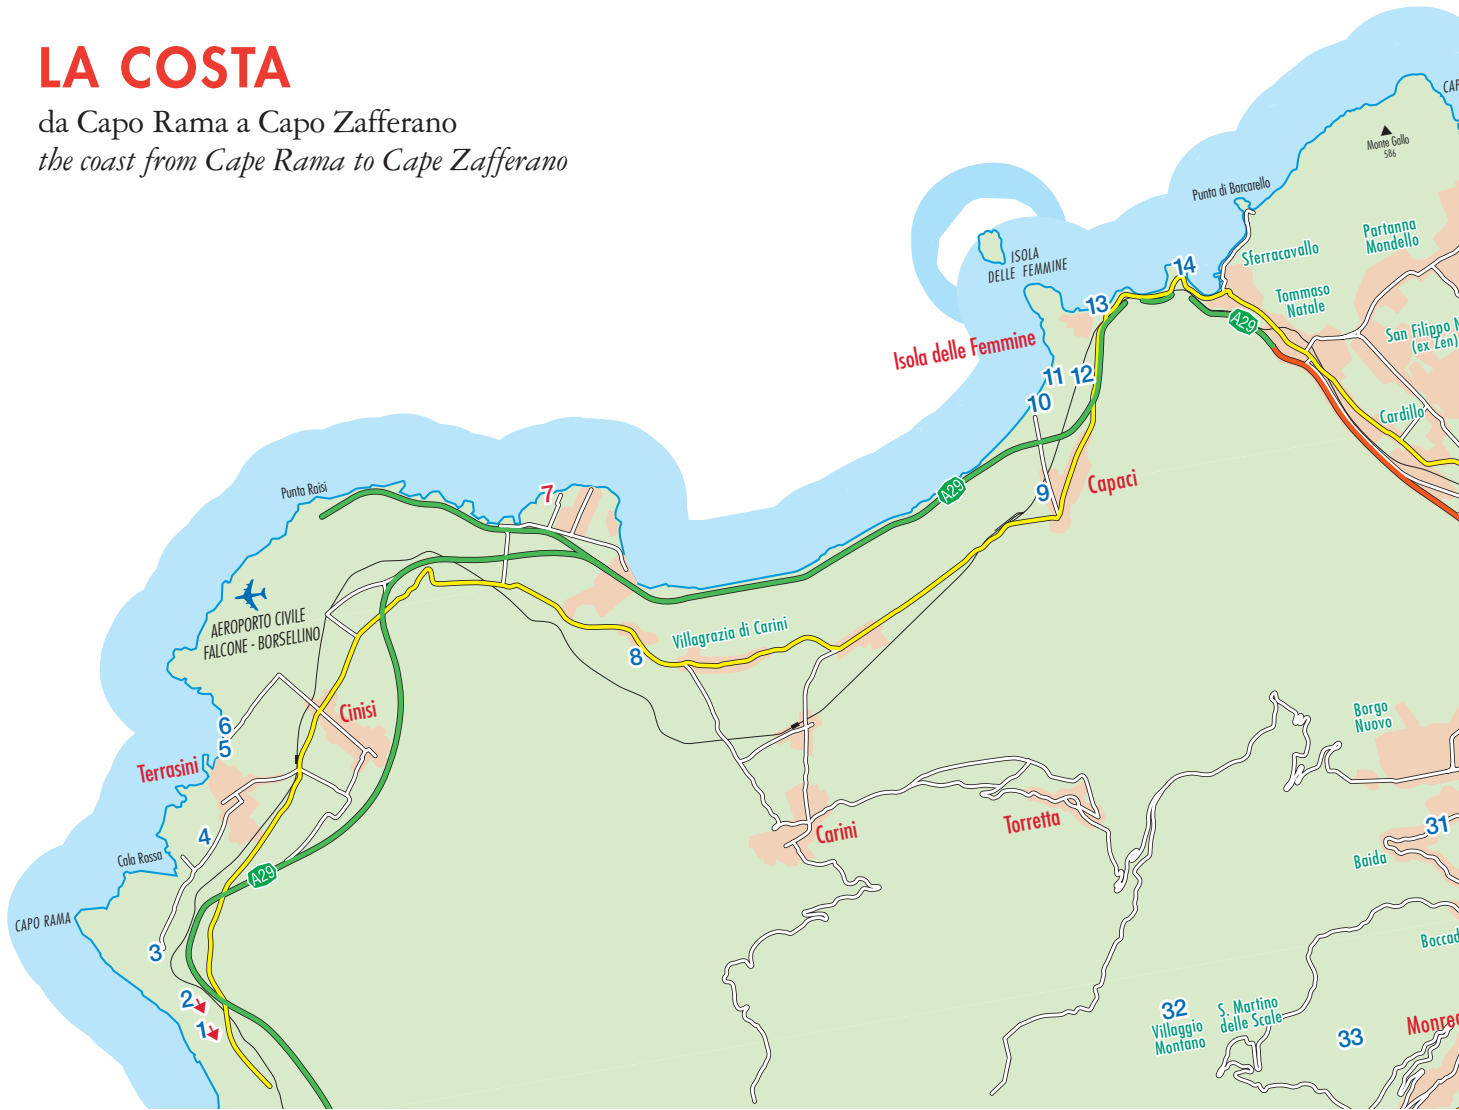 LA COSTA
da Capo Rama a Capo Zafferano
the coast from Cape Rama to Cape Zafferano
Monte Gallo
586
Punta di Barcarello
Partanna
Mondello
Sferracavallo
ISOLA
DELLE FEMMINE
14
Tommaso
Natale
13
A29
San Filippo
(ex Zen)
Isola delle Femmine
11
12
10
Cardillo
Capaci
9
A29
Punta Raisi
7
AEROPORTO CIVILE
FALCONE - BORSELLINO
Villagrazia di Carini
8
Cinisi
6
5
Terrasini
Borgo
Nuovo
4
Carini
Torretta
31
Baida
Cala Rossa
A29
CAPO RAMA
3
2
1
32
Villaggio
Montano
S. Martino
delle Scale
33